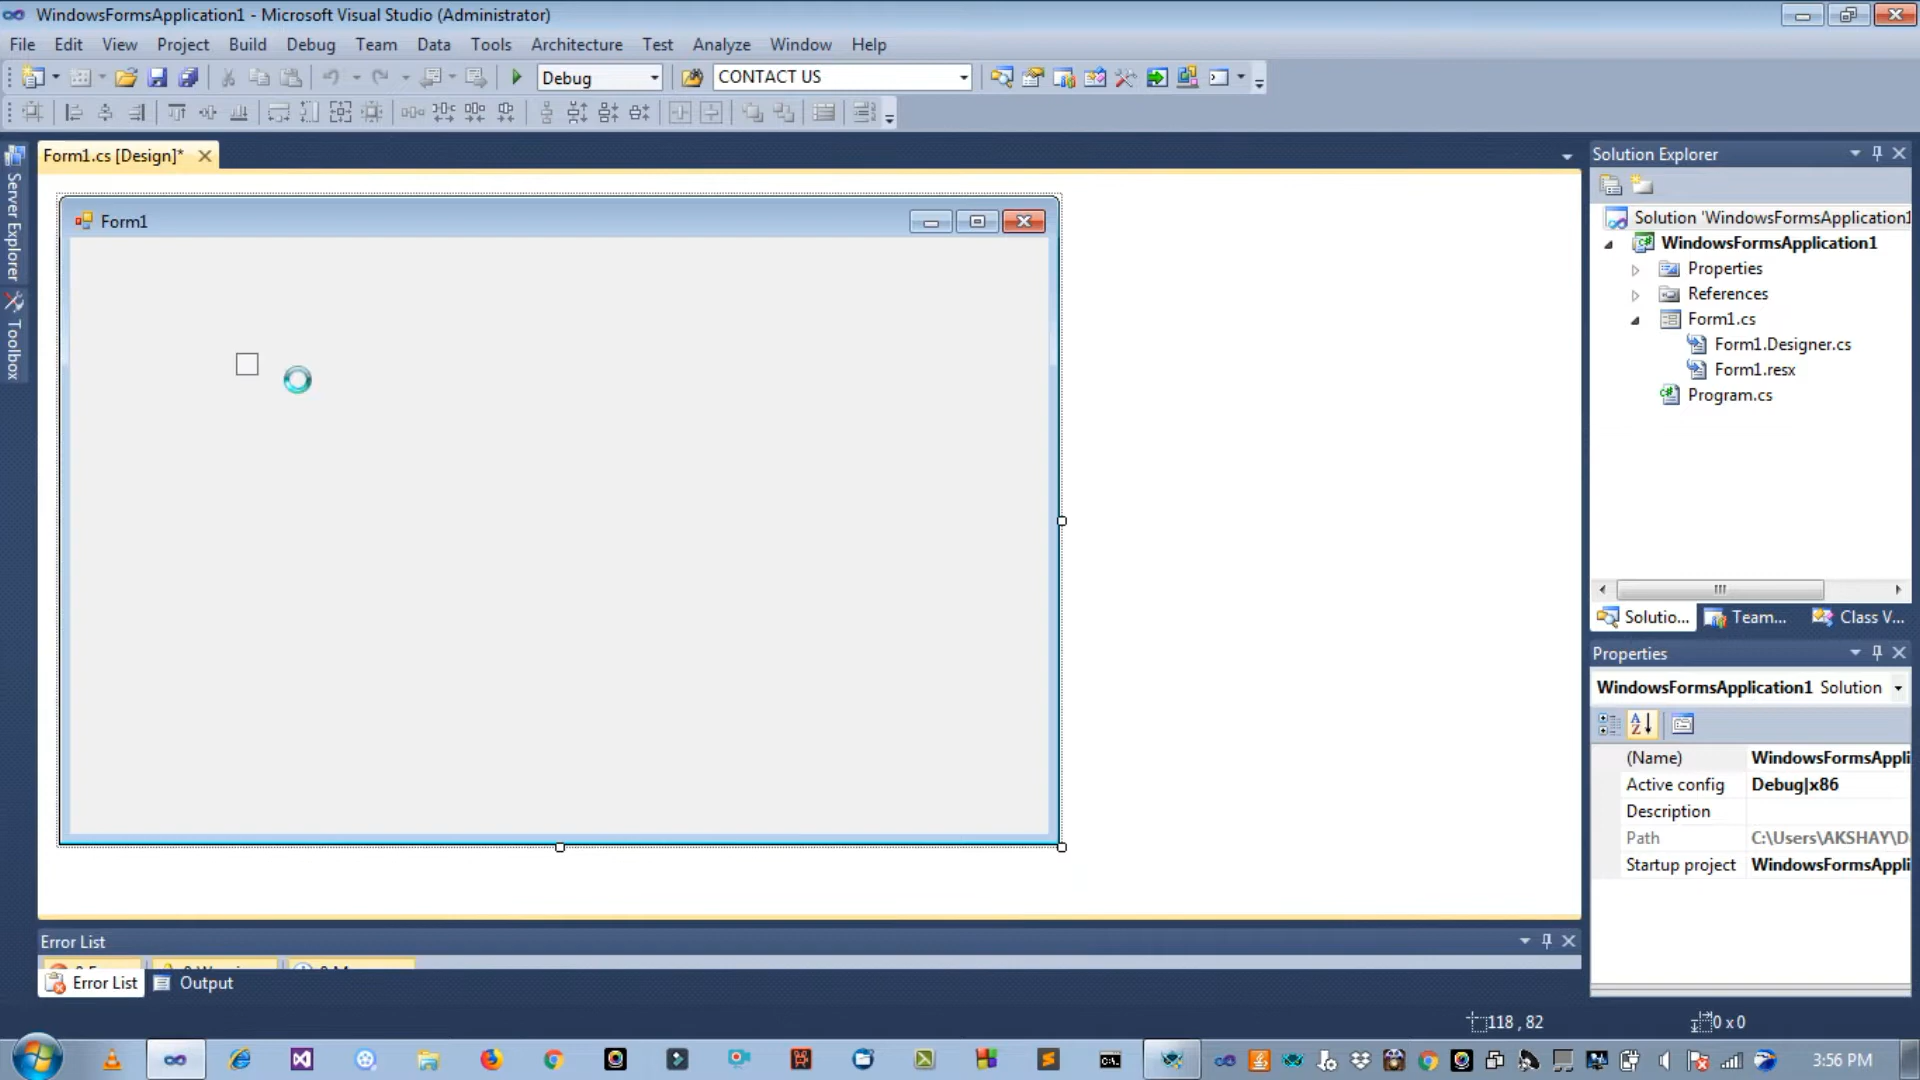 WindowsFormsApplication1 - Microsoft Visual Studio (Administrator)
File Edit View Project Build Debug Team Data Tools Architecture Test Analyze Window Help
Debug CONTACT US
Form1.cs [Design]*
Server Explorer
Toolbox
Form1
Solution Explorer
Solution 'WindowsFormsApplication1
WindowsFormsApplication1
Properties
References
Form1.cs
Form1.Designer.cs
Form1.resx
Program.cs
Solutio... Team... Class V...
Properties
WindowsFormsApplication1 Solution
(Name) WindowsFormsAppli
Active config Debug|x86
Description
Path C:\Users\AKSHAY\D
Startup project WindowsFormsAppli
Error List
Error List Output
118 , 82 0 x 0
3:56 PM